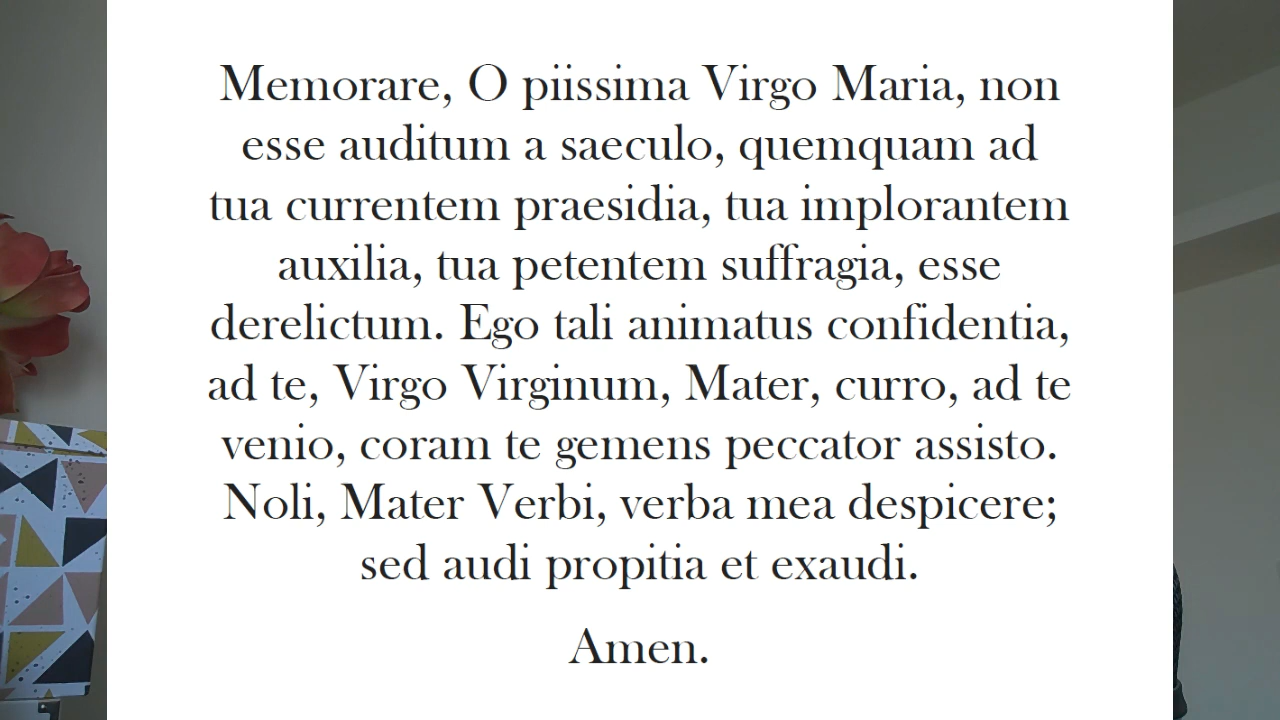 Memorare, O piissima Virgo Maria, non
esse auditum a saeculo, quemquam ad
tua currentem praesidia, tua implorantem
auxilia, tua petentem suffragia, esse
derelictum. Ego tali animatus confidentia,
ad te, Virgo Virginum, Mater, curro, ad te
venio, coram te gemens peccator assisto.
Noli, Mater Verbi, verba mea despicere;
sed audi propitia et exaudi.
Amen.